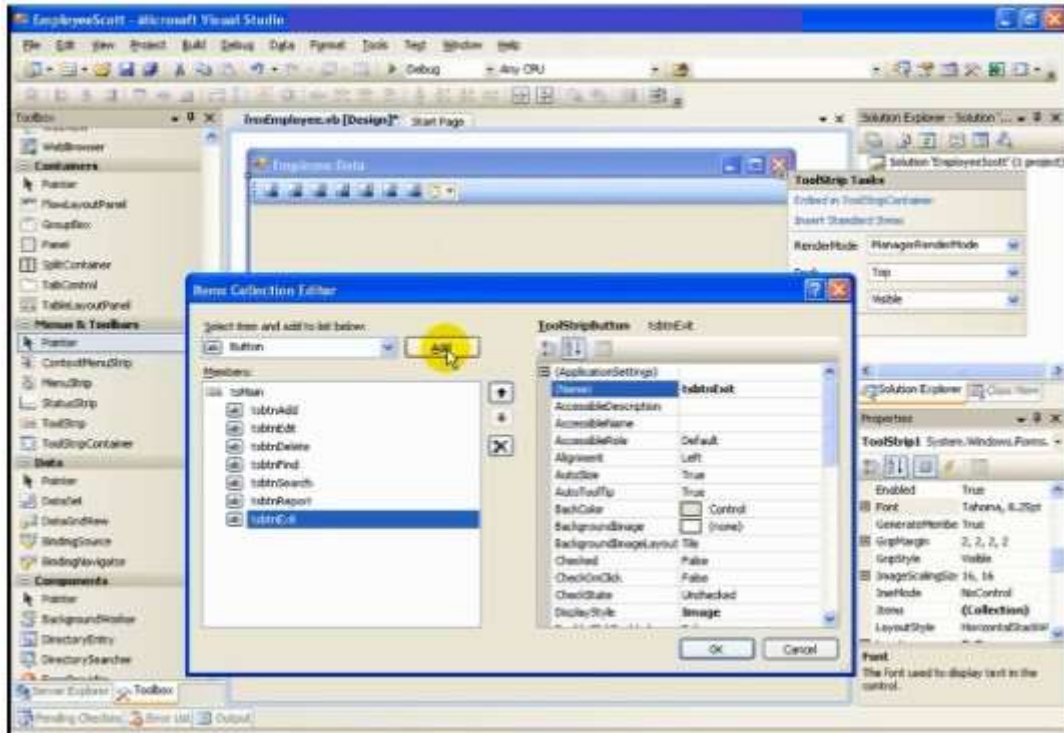 EmployeeScott - Microsoft Visual Studio
File Edit View Project Build Debug Data Format Tools Test Window Help
Debug Any CPU
Toolbox
frmEmployee.vb [Design]* Start Page
Solution Explorer - Solution '...
WebBrowser
Containers
Pointer
FlowLayoutPanel
GroupBox
Panel
SplitContainer
TabControl
TableLayoutPanel
Menus & Toolbars
Pointer
ContextMenuStrip
MenuStrip
StatusStrip
ToolStrip
ToolStripContainer
Data
Pointer
DataSet
DataGridView
BindingSource
BindingNavigator
Components
Pointer
BackgroundWorker
DirectoryEntry
DirectorySearcher
Server Explorer Toolbox
Pending Checkins Error List Output
Employee Data
ToolStrip Tasks
Embed in ToolStripContainer
Insert Standard Items
RenderMode ManagerRenderMode
Top
Visible
Items Collection Editor
Select item and add to list below:
Button
Add
Members:
tsMain
tsbtnAdd
tsbtnEdit
tsbtnDelete
tsbtnFind
tsbtnSearch
tsbtnReport
tsbtnExit
ToolStripButton tsbtnExit
(ApplicationSettings)
(Name) tsbtnExit
AccessibleDescription
AccessibleName
AccessibleRole Default
Alignment Left
AutoSize True
AutoToolTip True
BackColor Control
BackgroundImage (none)
BackgroundImageLayout Tile
Checked False
CheckOnClick False
CheckState Unchecked
DisplayStyle Image
OK Cancel
Solution 'EmployeeScott' (1 project)
Solution Explorer Class View
Properties
ToolStrip1 System.Windows.Forms.
Enabled True
Font Tahoma, 8.25pt
GenerateMember True
GripMargin 2, 2, 2, 2
GripStyle Visible
ImageScalingSize 16, 16
ImeMode NoControl
Items (Collection)
LayoutStyle HorizontalStackW
Font
The font used to display text in the control.